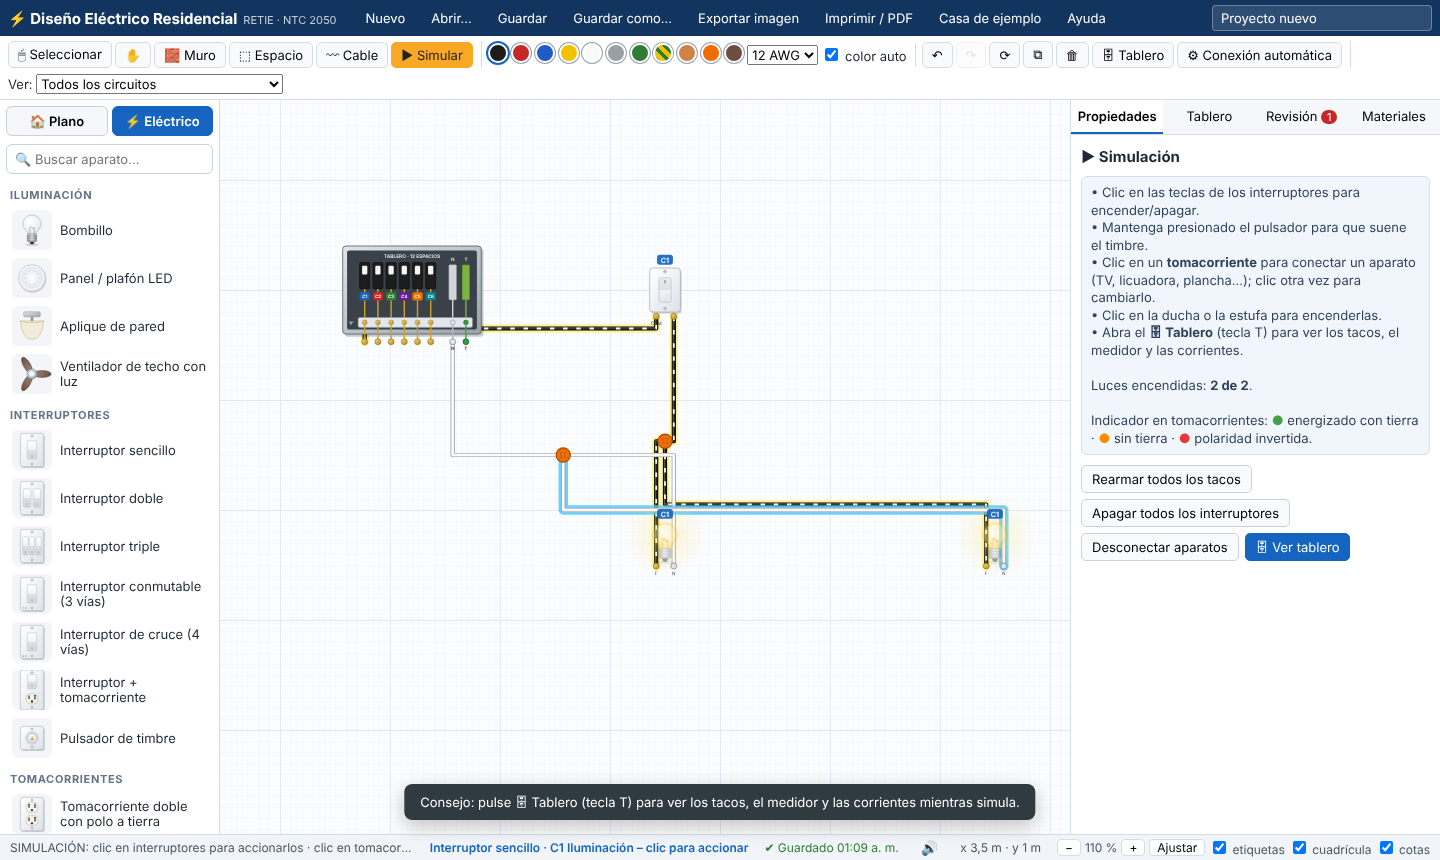 ⚡ Diseño Eléctrico Residencial RETIE · NTC 2050 Nuevo Abrir... Guardar Guardar como... Exportar imagen Imprimir / PDF Casa de ejemplo Ayuda Proyecto nuevo
Seleccionar Muro Espacio Cable ▶ Simular 12 AWG color auto Tablero Conexión automática
Ver: Todos los circuitos
Plano ⚡ Eléctrico
Buscar aparato...
ILUMINACIÓN
Bombillo
Panel / plafón LED
Aplique de pared
Ventilador de techo con
luz
INTERRUPTORES
Interruptor sencillo
Interruptor doble
Interruptor triple
Interruptor conmutable
(3 vías)
Interruptor de cruce (4
vías)
Interruptor +
tomacorriente
Pulsador de timbre
TOMACORRIENTES
Tomacorriente doble
con polo a tierra
TABLERO · 12 ESPACIOS N T
C1 C2 C3 C4 C5 C6
N T
C1
C1
F N
C1
F N
Consejo: pulse Tablero (tecla T) para ver los tacos, el medidor y las corrientes mientras simula.
Propiedades Tablero Revisión 1 Materiales
▶ Simulación
• Clic en las teclas de los interruptores para
encender/apagar.
• Mantenga presionado el pulsador para que suene
el timbre.
• Clic en un tomacorriente para conectar un aparato
(TV, licuadora, plancha...); clic otra vez para
cambiarlo.
• Clic en la ducha o la estufa para encenderlas.
• Abra el Tablero (tecla T) para ver los tacos, el
medidor y las corrientes.
Luces encendidas: 2 de 2.
Indicador en tomacorrientes: energizado con tierra
· sin tierra · polaridad invertida.
Rearmar todos los tacos
Apagar todos los interruptores
Desconectar aparatos Ver tablero
SIMULACIÓN: clic en interruptores para accionarlos · clic en tomacor... Interruptor sencillo · C1 Iluminación – clic para accionar ✔ Guardado 01:09 a. m. x 3,5 m · y 1 m − 110 % + Ajustar etiquetas cuadrícula cotas